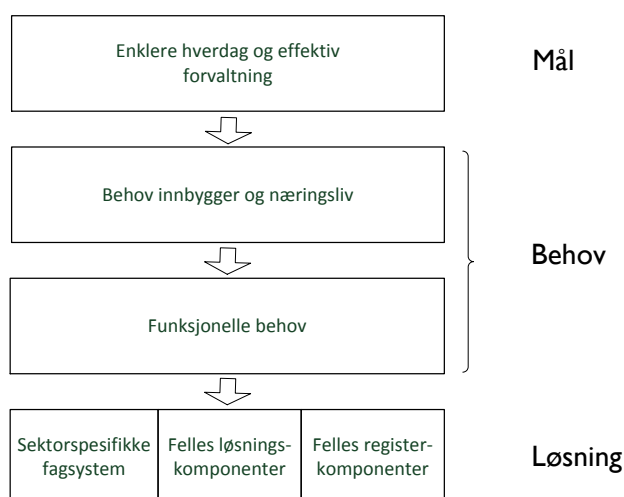 Enklere hverdag og effektiv
forvaltning
Mål
Behov innbygger og næringsliv
Behov
Funksjonelle behov
Sektorspesifikke
fagsystem
Felles løsnings-
komponenter
Felles register-
komponenter
Løsning